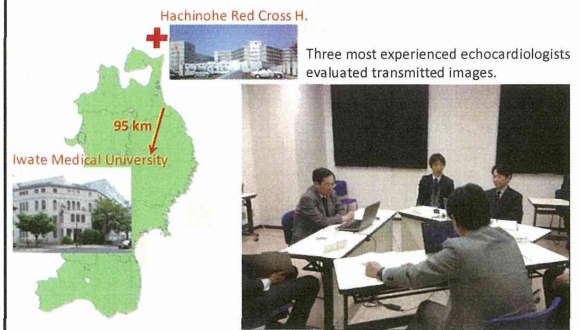 Hachinohe Red Cross H.
Three most experienced echocardiologists
evaluated transmitted images.
95 km
Iwate Medical University